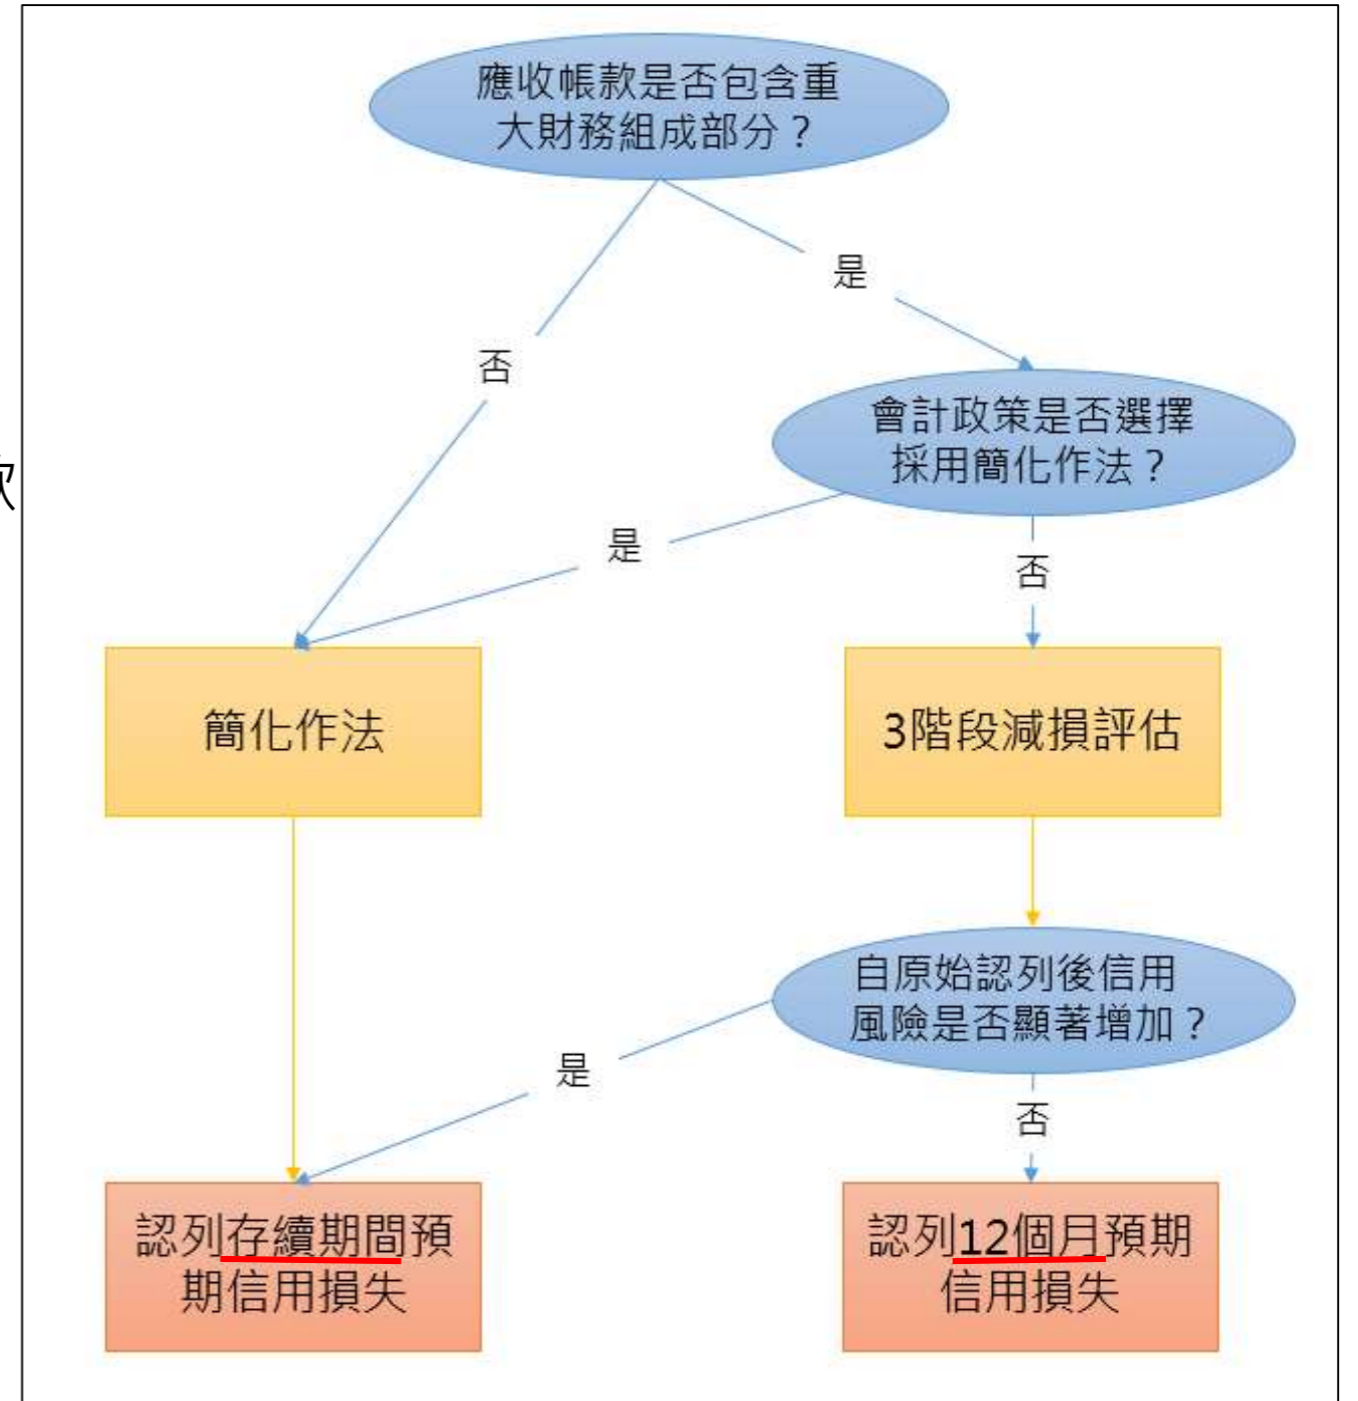 應收帳款是否包含重
大財務組成部分？
是
否
會計政策是否選擇
採用簡化作法？
是
否
簡化作法
3階段減損評估
自原始認列後信用
風險是否顯著增加？
是
否
認列存續期間預
期信用損失
認列12個月預期
信用損失